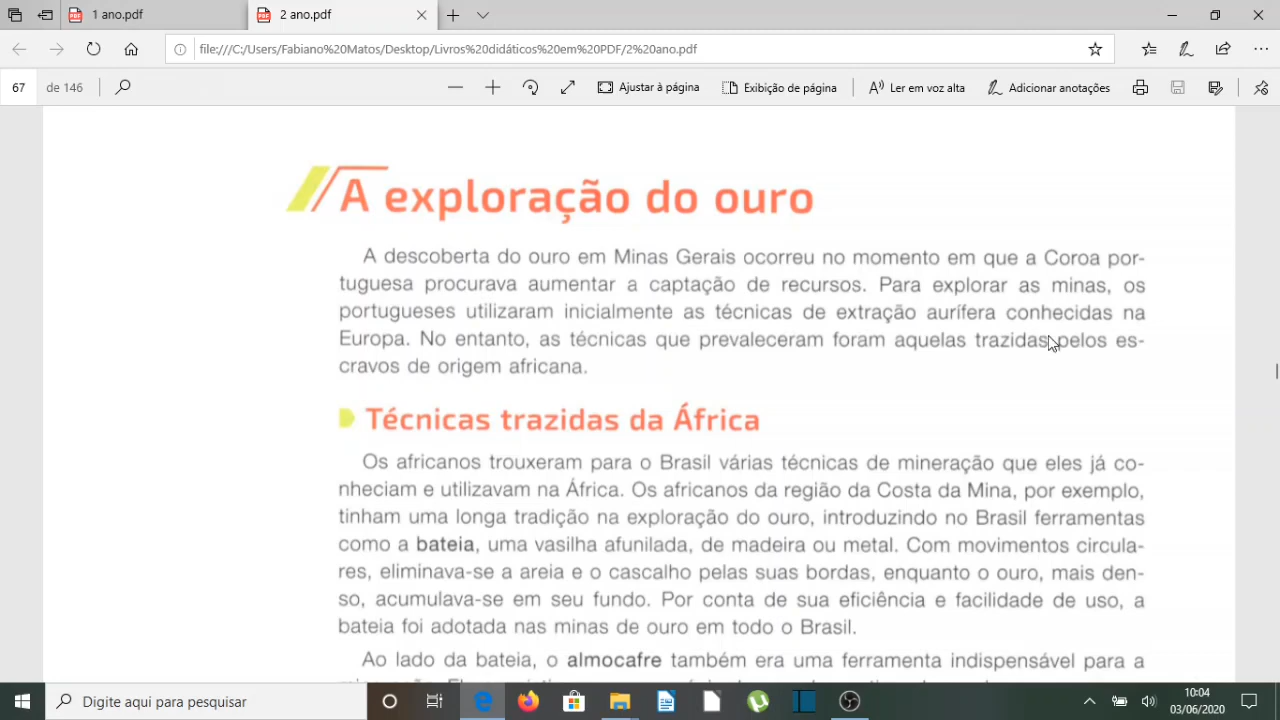 1 ano.pdf
2 ano.pdf
file:///C:/Users/Fabiano%20Matos/Desktop/Livros%20didáticos%20em%20PDF/2%20ano.pdf
67 de 146
Ajustar à página
Exibição de página
Ler em voz alta
Adicionar anotações
A exploração do ouro
A descoberta do ouro em Minas Gerais ocorreu no momento em que a Coroa por-
tuguesa procurava aumentar a captação de recursos. Para explorar as minas, os
portugueses utilizaram inicialmente as técnicas de extração aurífera conhecidas na
Europa. No entanto, as técnicas que prevaleceram foram aquelas trazidas pelos es-
cravos de origem africana.
Técnicas trazidas da África
Os africanos trouxeram para o Brasil várias técnicas de mineração que eles já co-
nheciam e utilizavam na África. Os africanos da região da Costa da Mina, por exemplo,
tinham uma longa tradição na exploração do ouro, introduzindo no Brasil ferramentas
como a bateia, uma vasilha afunilada, de madeira ou metal. Com movimentos circula-
res, eliminava-se a areia e o cascalho pelas suas bordas, enquanto o ouro, mais den-
so, acumulava-se em seu fundo. Por conta de sua eficiência e facilidade de uso, a
bateia foi adotada nas minas de ouro em todo o Brasil.
Ao lado da bateia, o almocafre também era uma ferramenta indispensável para a
Digite aqui para pesquisar
10:04
03/06/2020